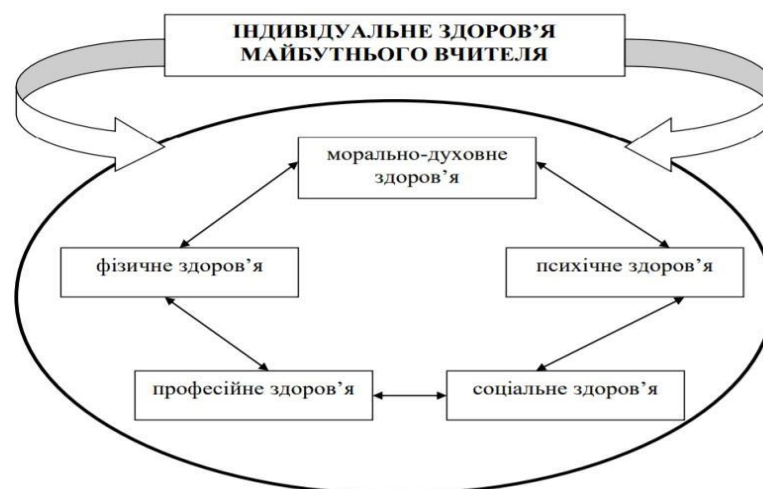 ІНДИВІДУАЛЬНЕ ЗДОРОВ’Я
МАЙБУТНЬОГО ВЧИТЕЛЯ
морально-духовне
здоров’я
фізичне здоров’я
психічне здоров’я
професійне здоров’я
соціальне здоров’я